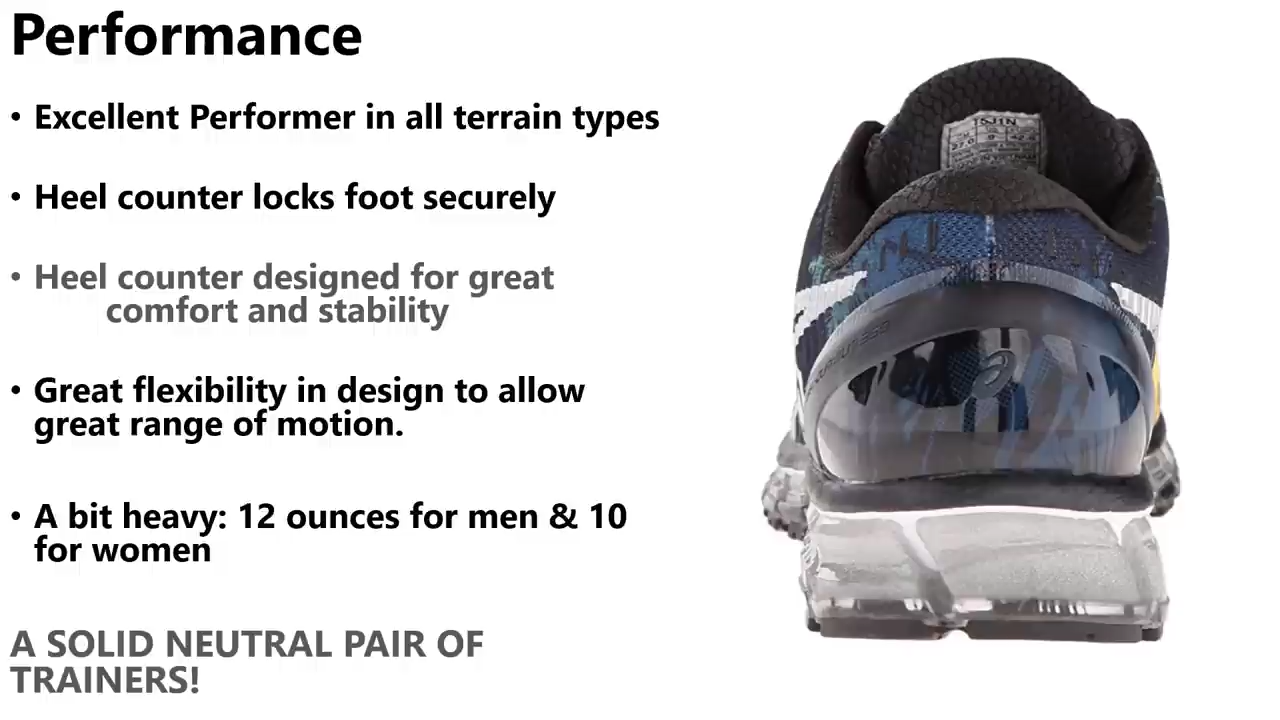 Performance
• Excellent Performer in all terrain types
• Heel counter locks foot securely
• Heel counter designed for great
comfort and stability
• Great flexibility in design to allow
great range of motion.
• A bit heavy: 12 ounces for men & 10
for women
A SOLID NEUTRAL PAIR OF
TRAINERS!